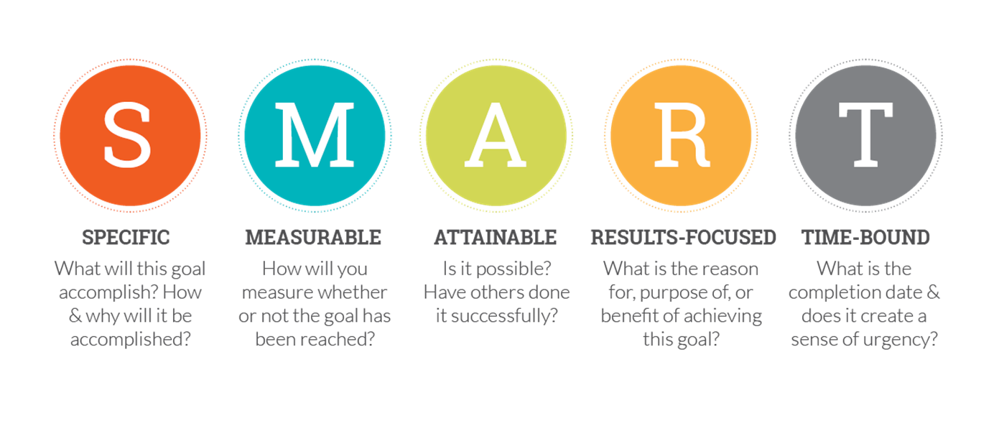 S
M
A
R
T
SPECIFIC
What will this goal
accomplish? How
& why will it be
accomplished?
MEASURABLE
How will you
measure whether
or not the goal has
been reached?
ATTAINABLE
Is it possible?
Have others done
it successfully?
RESULTS-FOCUSED
What is the reason
for, purpose of, or
benefit of achieving
this goal?
TIME-BOUND
What is the
completion date &
does it create a
sense of urgency?